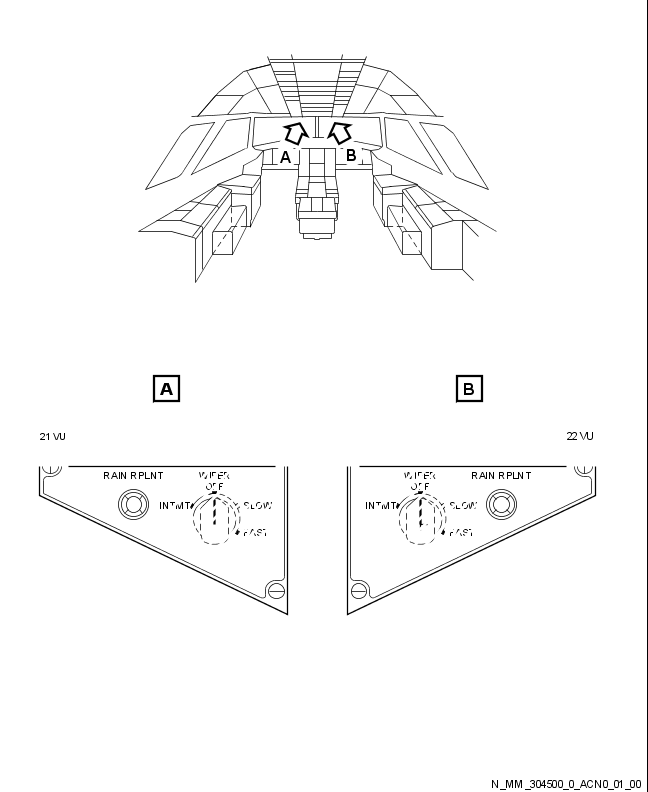 A
B
A
B
21 VU
22 VU
RAIN RPLNT
WIPER
OFF
INTMT
SLOW
FAST
WIPER
OFF
RAIN RPLNT
INTMT
SLOW
FAST
N_MM_304500_0_ACN0_01_00